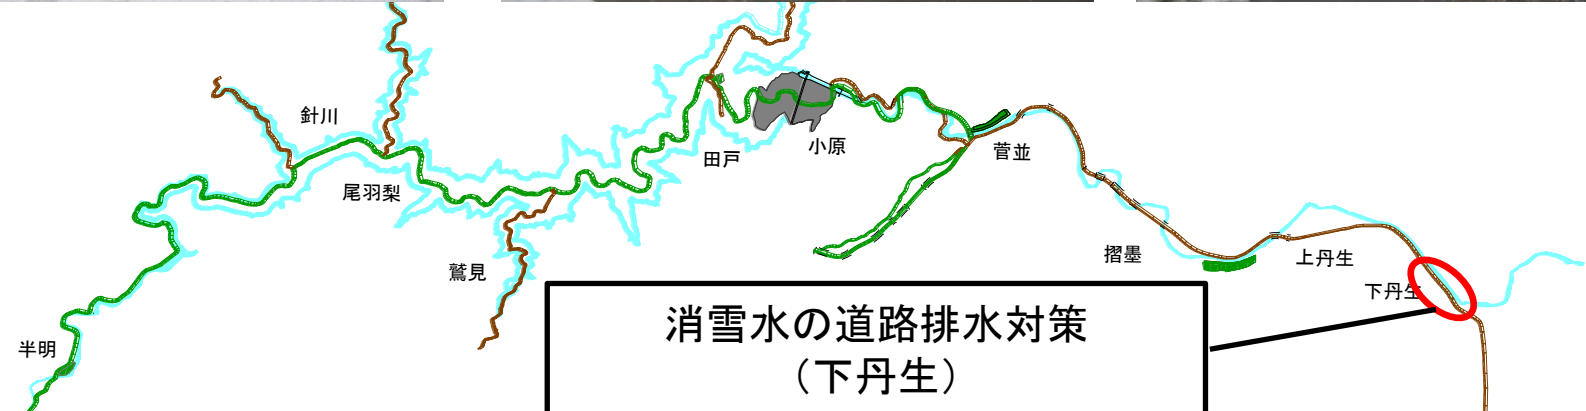 針川
尾羽梨
田戸
小原
菅並
鷲見
摺墨
上丹生
下丹生
半明
消雪水の道路排水対策
（下丹生）